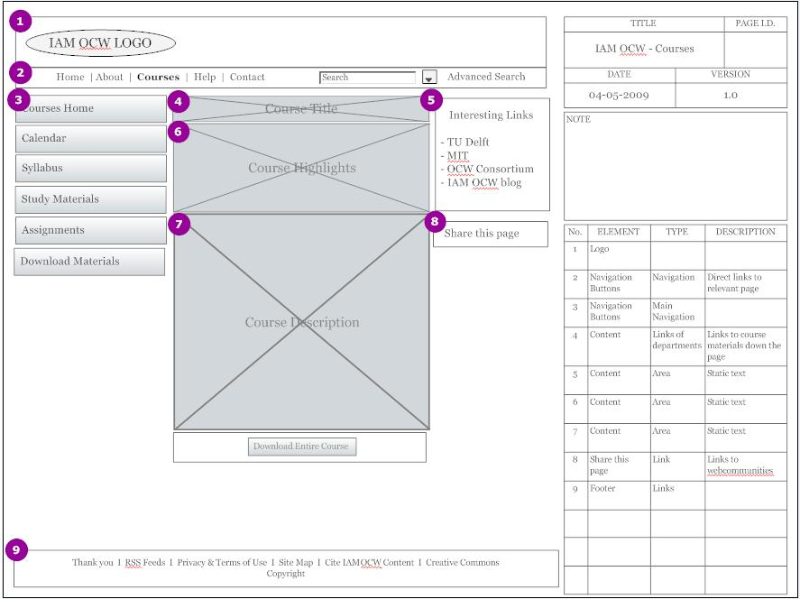 1
IAM OCW LOGO
2
Home | About | Courses | Help | Contact
Search
Advanced Search
3
Courses Home
Calendar
Syllabus
Study Materials
Assignments
Download Materials
4
Course Title
6
Course Highlights
7
Course Description
Download Entire Course
5
Interesting Links
- TU Delft
- MIT
- OCW Consortium
- IAM OCW blog
8
Share this page
9
Thank you I RSS Feeds I Privacy & Terms of Use I Site Map I Cite IAMOCW Content I Creative Commons
Copyright
TITLE PAGE I.D.
IAM OCW - Courses
DATE VERSION
04-05-2009 1.0
NOTE
No. ELEMENT TYPE DESCRIPTION
1 Logo
2 Navigation Navigation Direct links to
Buttons relevant page
3 Navigation Main
Buttons Navigation
4 Content Links of Links to course
departments materials down the
page
5 Content Area Static text
6 Content Area Static text
7 Content Area Static text
8 Share this Link Links to
page webcommunities
9 Footer Links